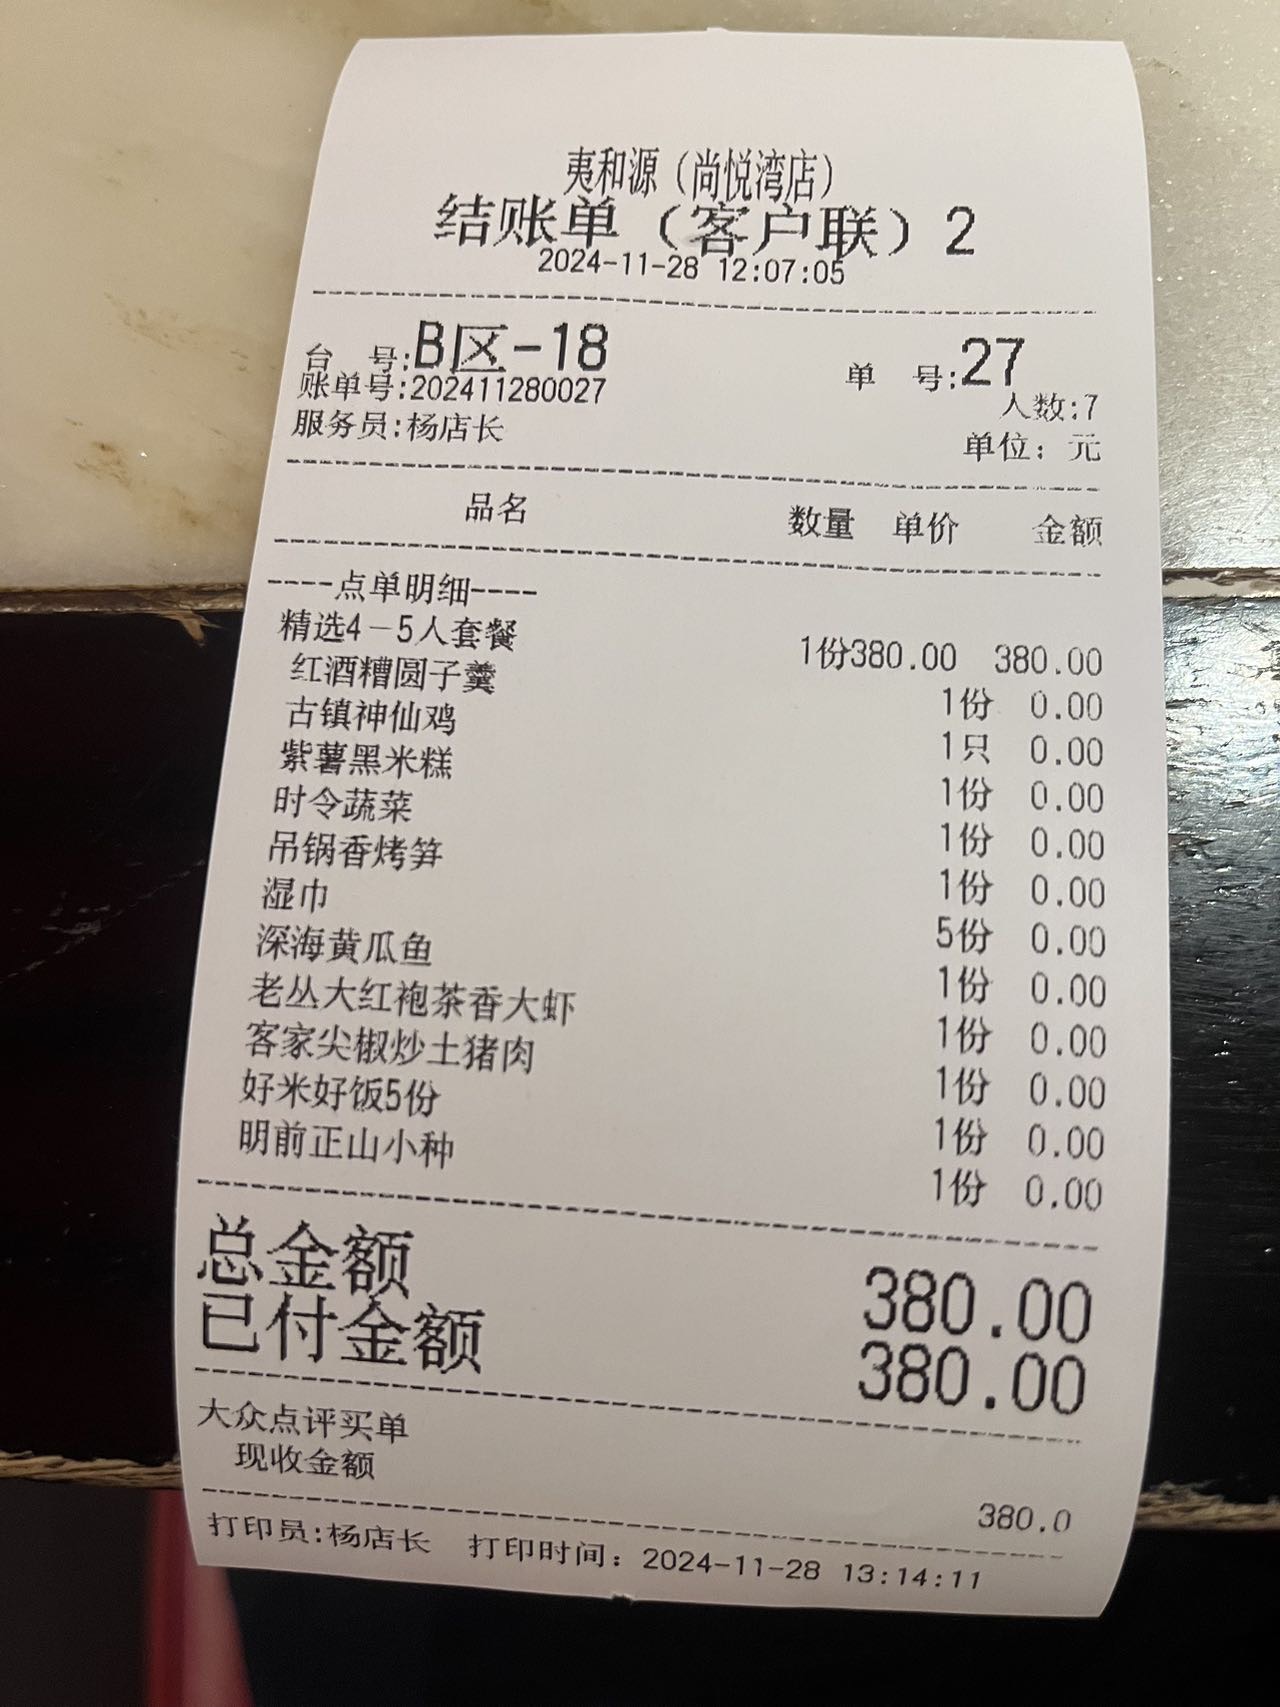 夷和源（尚悦湾店）
结账单（客户联）2
2024-11-28 12:07:05
台 号:B区-18 单 号:27
账单号:202411280027 人数:7
服务员:杨店长 单位：元
品名 数量 单价 金额
----点单明细----
精选4-5人套餐 1份380.00 380.00
红酒糟圆子羹 1份 0.00
古镇神仙鸡 1只 0.00
紫薯黑米糕 1份 0.00
时令蔬菜 1份 0.00
吊锅香烤笋 1份 0.00
湿巾 5份 0.00
深海黄瓜鱼 1份 0.00
老丛大红袍茶香大虾 1份 0.00
客家尖椒炒土猪肉 1份 0.00
好米好饭5份 1份 0.00
明前正山小种 1份 0.00
总金额 380.00
已付金额 380.00
大众点评买单
现收金额 380.0
打印员:杨店长 打印时间：2024-11-28 13:14:11